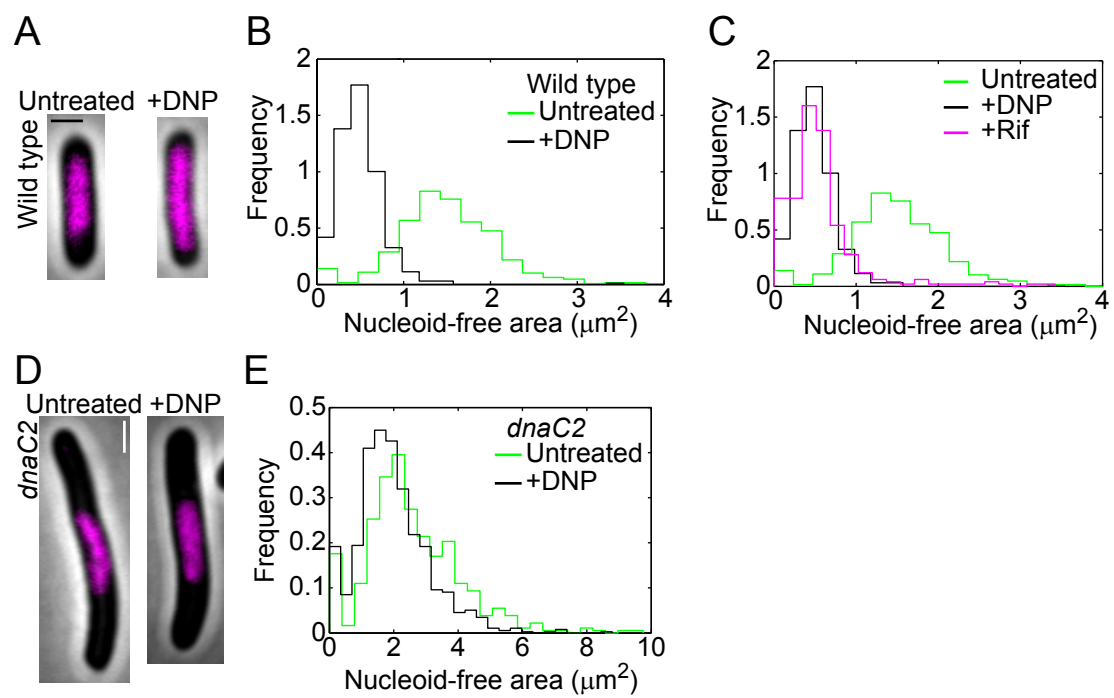 A
Untreated +DNP
Wild type
B
2
1.5
1
0.5
0
Frequency
Wild type
Untreated
+DNP
0 1 2 3 4
Nucleoid-free area (μm²)
C
2
1.5
1
0.5
0
Frequency
Untreated
+DNP
+Rif
0 1 2 3 4
Nucleoid-free area (μm²)
D
Untreated +DNP
dnaC2
E
0.5
0.4
0.3
0.2
0.1
0
Frequency
dnaC2
Untreated
+DNP
0 2 4 6 8 10
Nucleoid-free area (μm²)